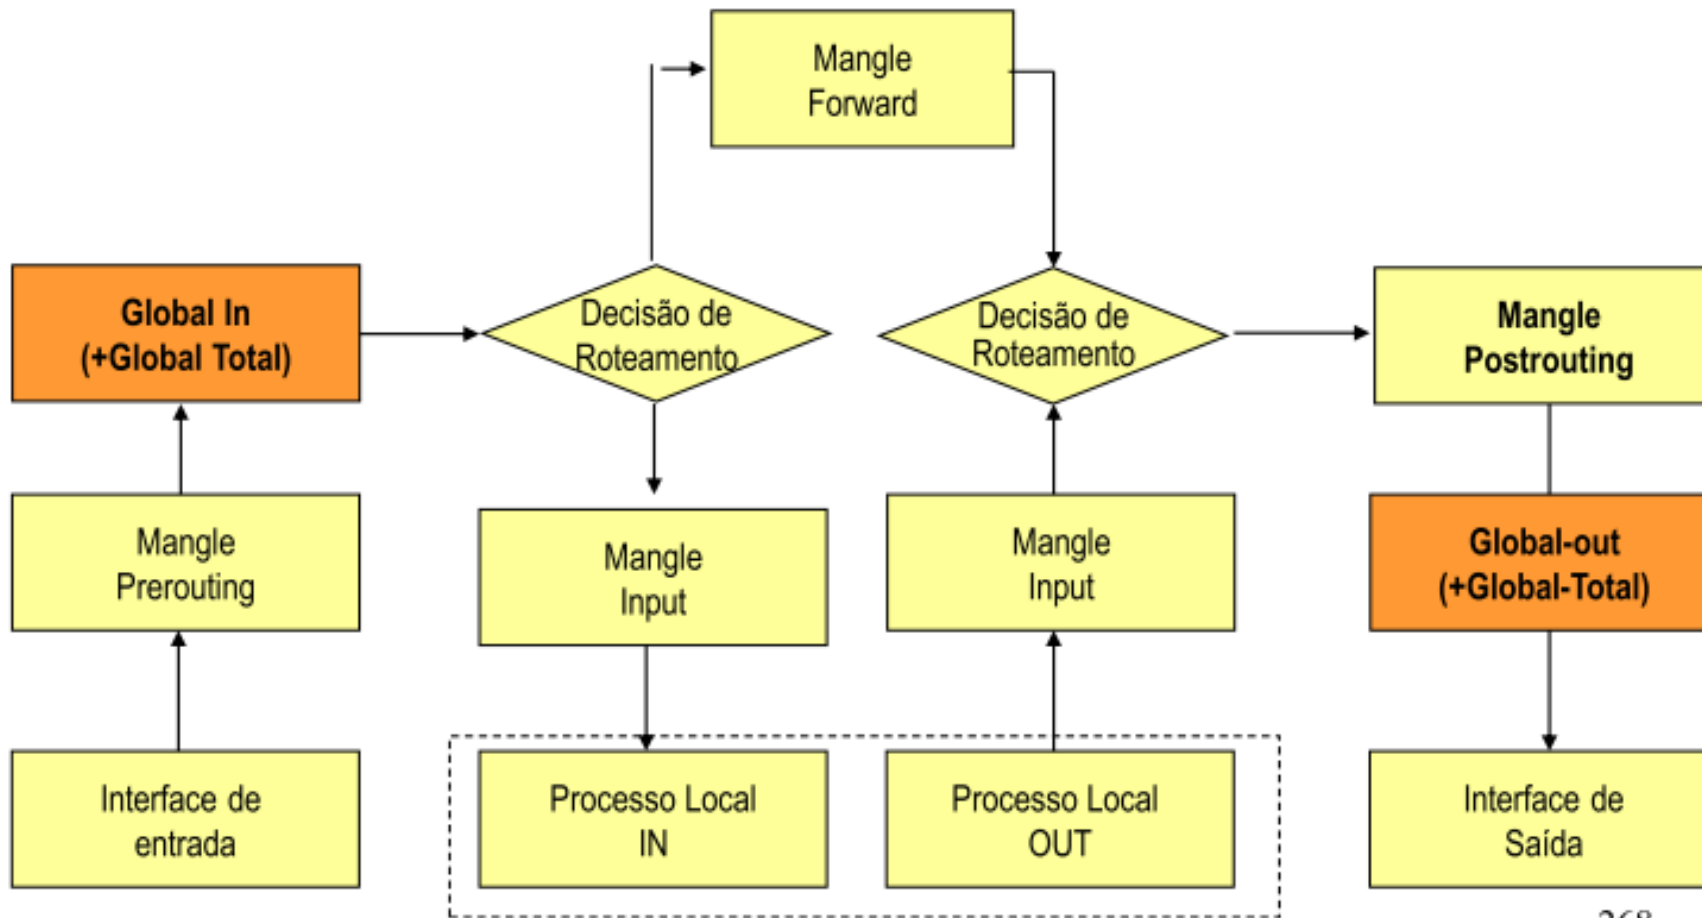 Mangle
Forward
Global In
(+Global Total)
Decisão de
Roteamento
Decisão de
Roteamento
Mangle
Postrouting
Mangle
Prerouting
Mangle
Input
Mangle
Input
Global-out
(+Global-Total)
Interface de
entrada
Processo Local
IN
Processo Local
OUT
Interface de
Saída
268